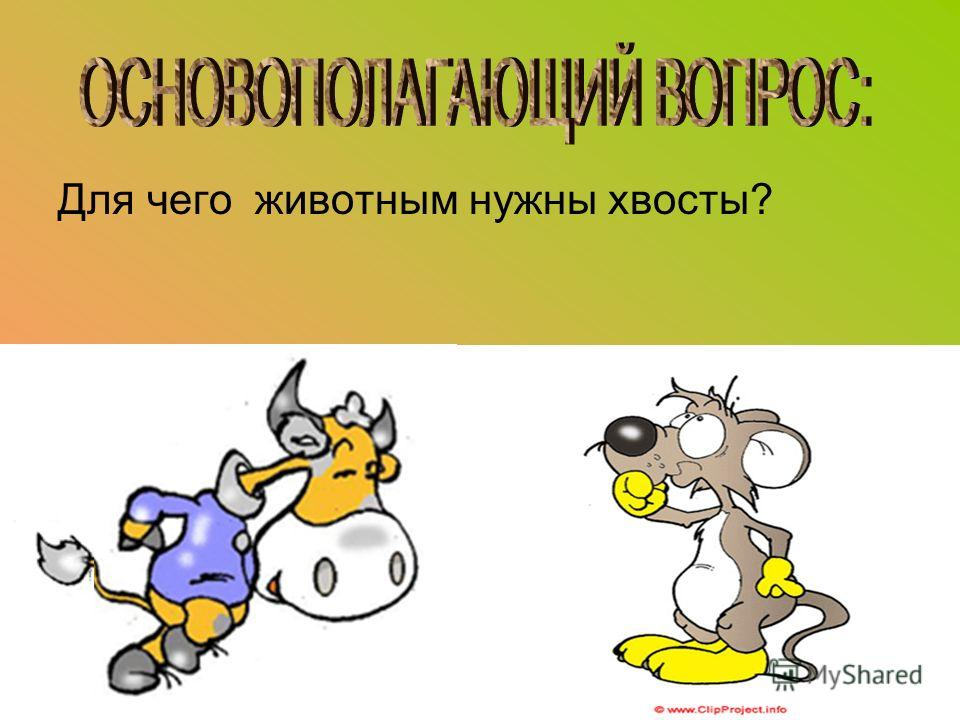 ОСНОВОПОЛАГАЮЩИЙ ВОПРОС:
Для чего животным нужны хвосты?
MyShared
© www.ClipProject.info